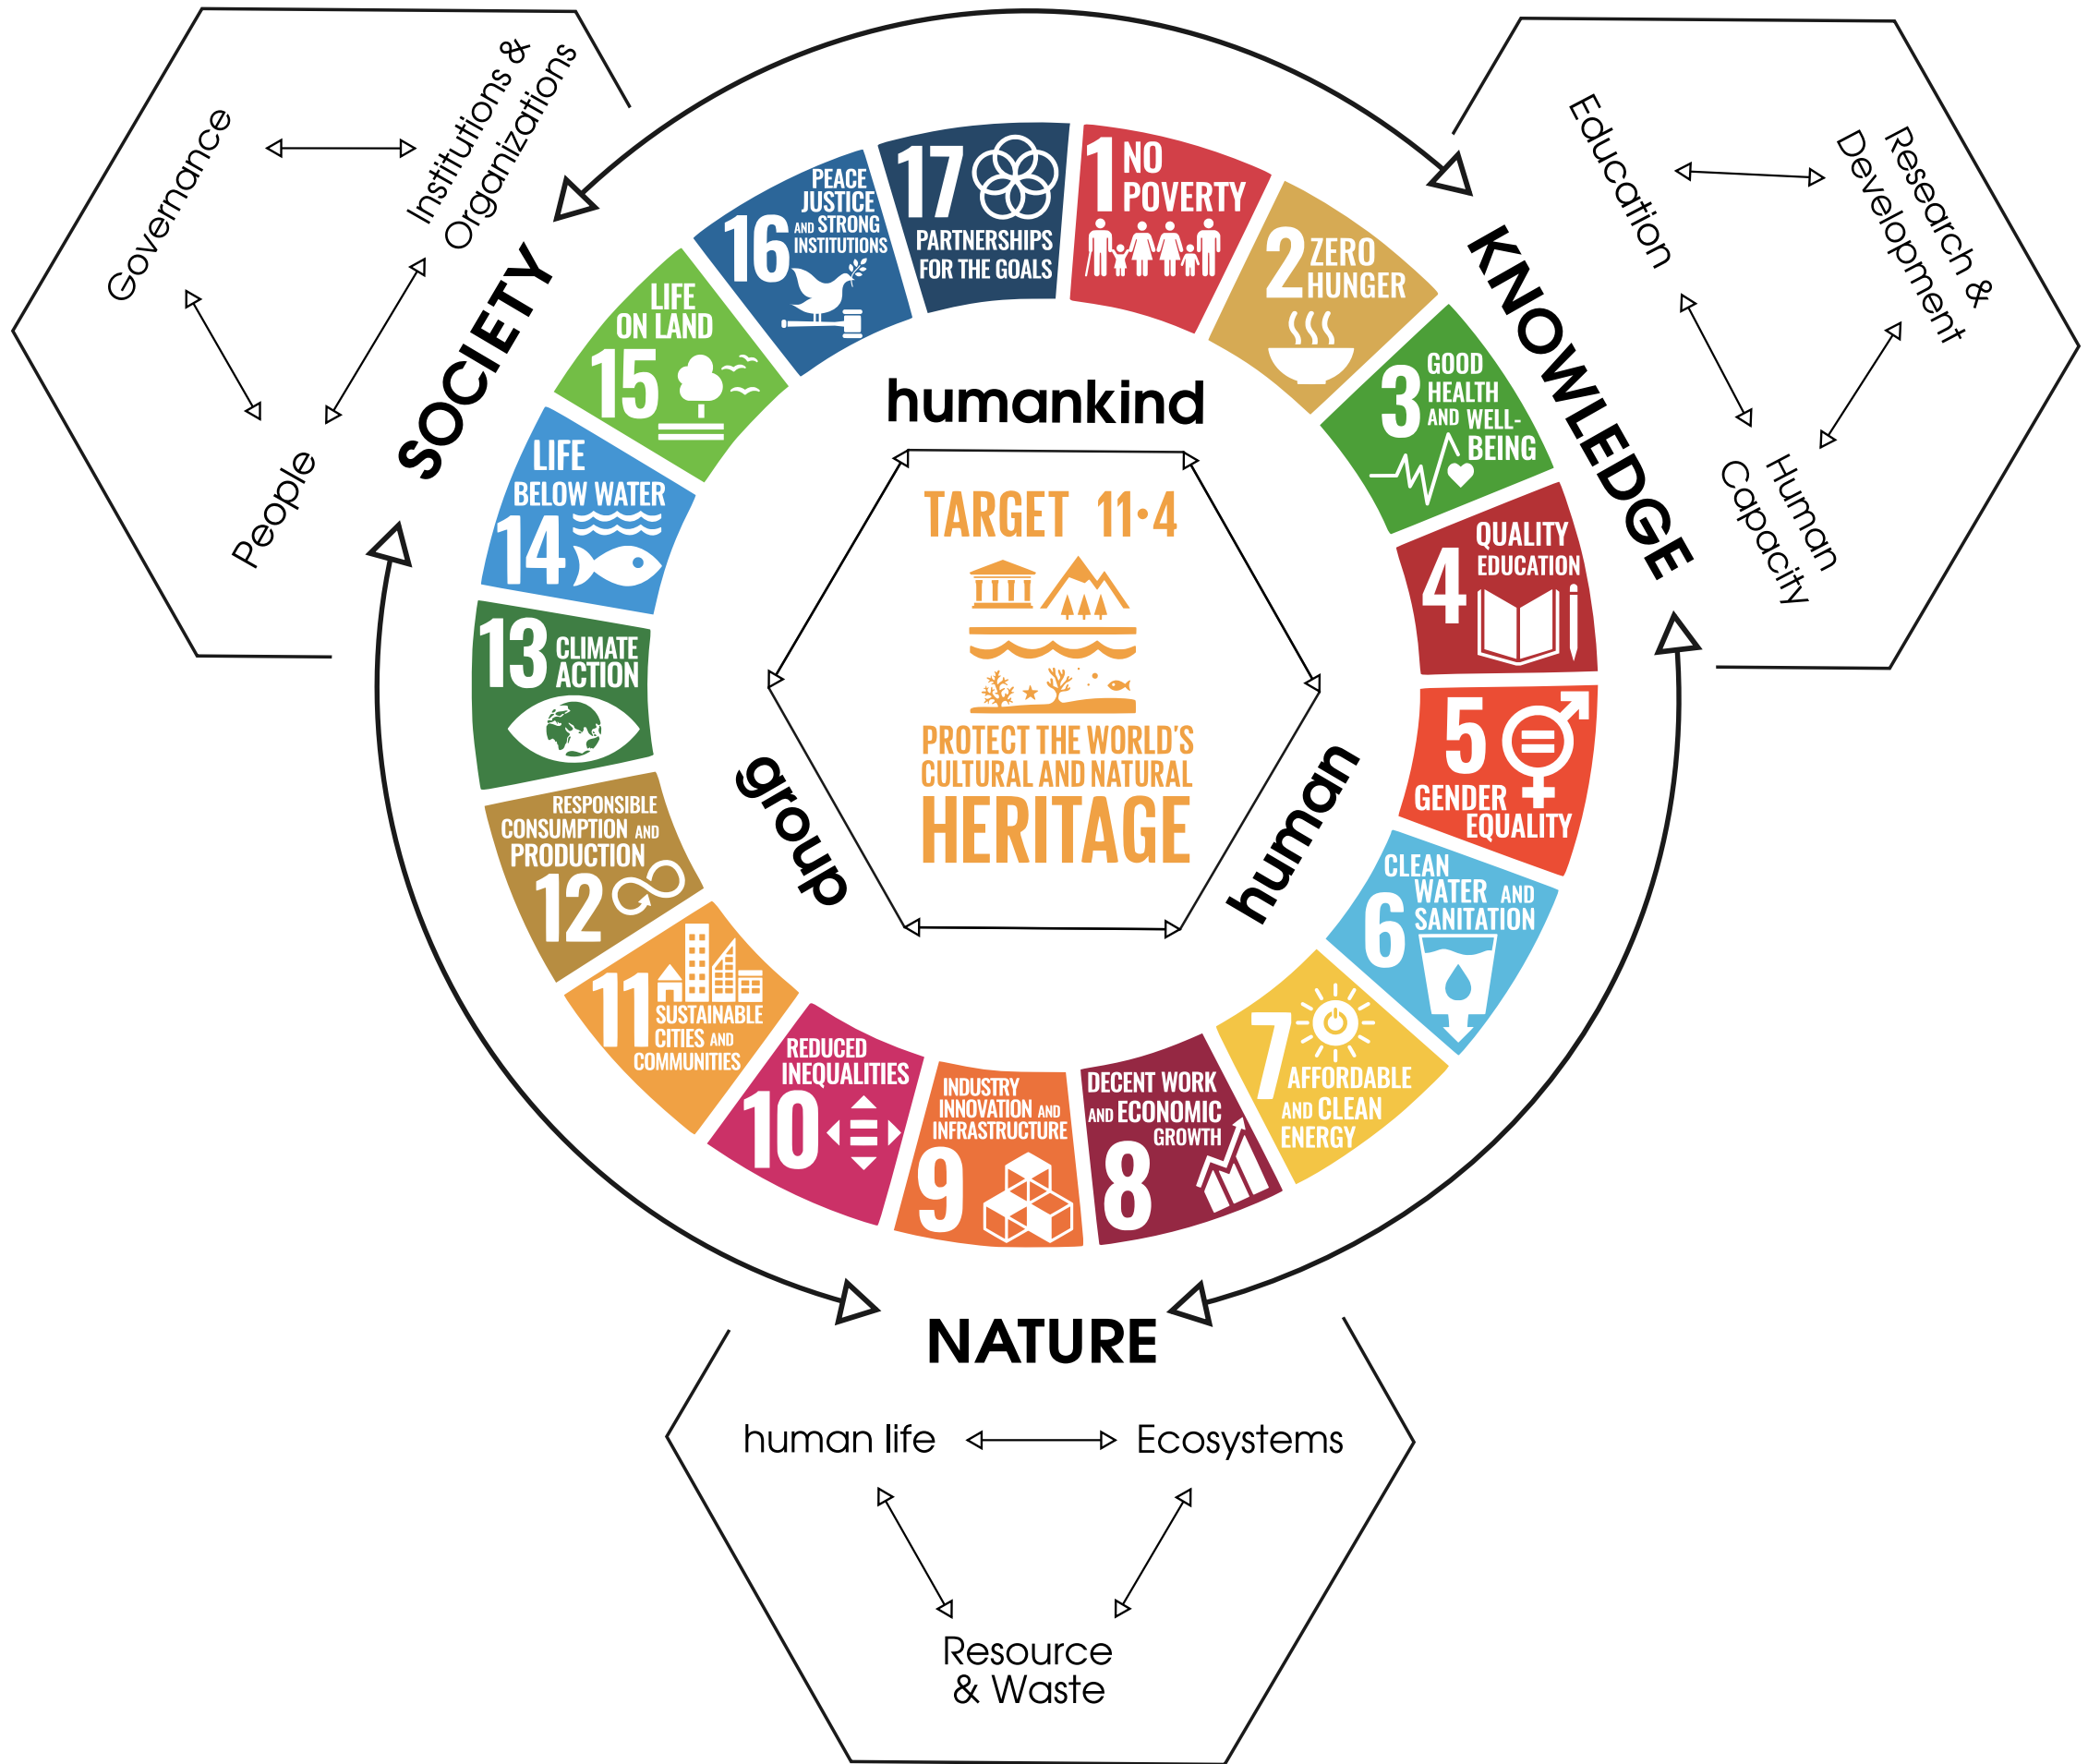 Governance
Institutions &
Organizations
People
SOCIETY
Education
Research &
Development
Human
Capacity
KNOWLEDGE
1 NO
POVERTY
2 ZERO
HUNGER
3 GOOD
HEALTH
AND WELL-
BEING
4 QUALITY
EDUCATION
5
GENDER
EQUALITY
6 CLEAN
WATER AND
SANITATION
7
AFFORDABLE
AND CLEAN
ENERGY
DECENT WORK
AND ECONOMIC
GROWTH
8
INDUSTRY
INNOVATION AND
INFRASTRUCTURE
9
REDUCED
INEQUALITIES
10
11
SUSTAINABLE
CITIES AND
COMMUNITIES
RESPONSIBLE
CONSUMPTION AND
PRODUCTION
12
13 CLIMATE
ACTION
LIFE
BELOW WATER
14
LIFE
ON LAND
15
16 PEACE
JUSTICE
AND STRONG
INSTITUTIONS
17
PARTNERSHIPS
FOR THE GOALS
humankind
group
human
TARGET 11•4
PROTECT THE WORLD'S
CULTURAL AND NATURAL
HERITAGE
NATURE
human life
Ecosystems
Resource
& Waste